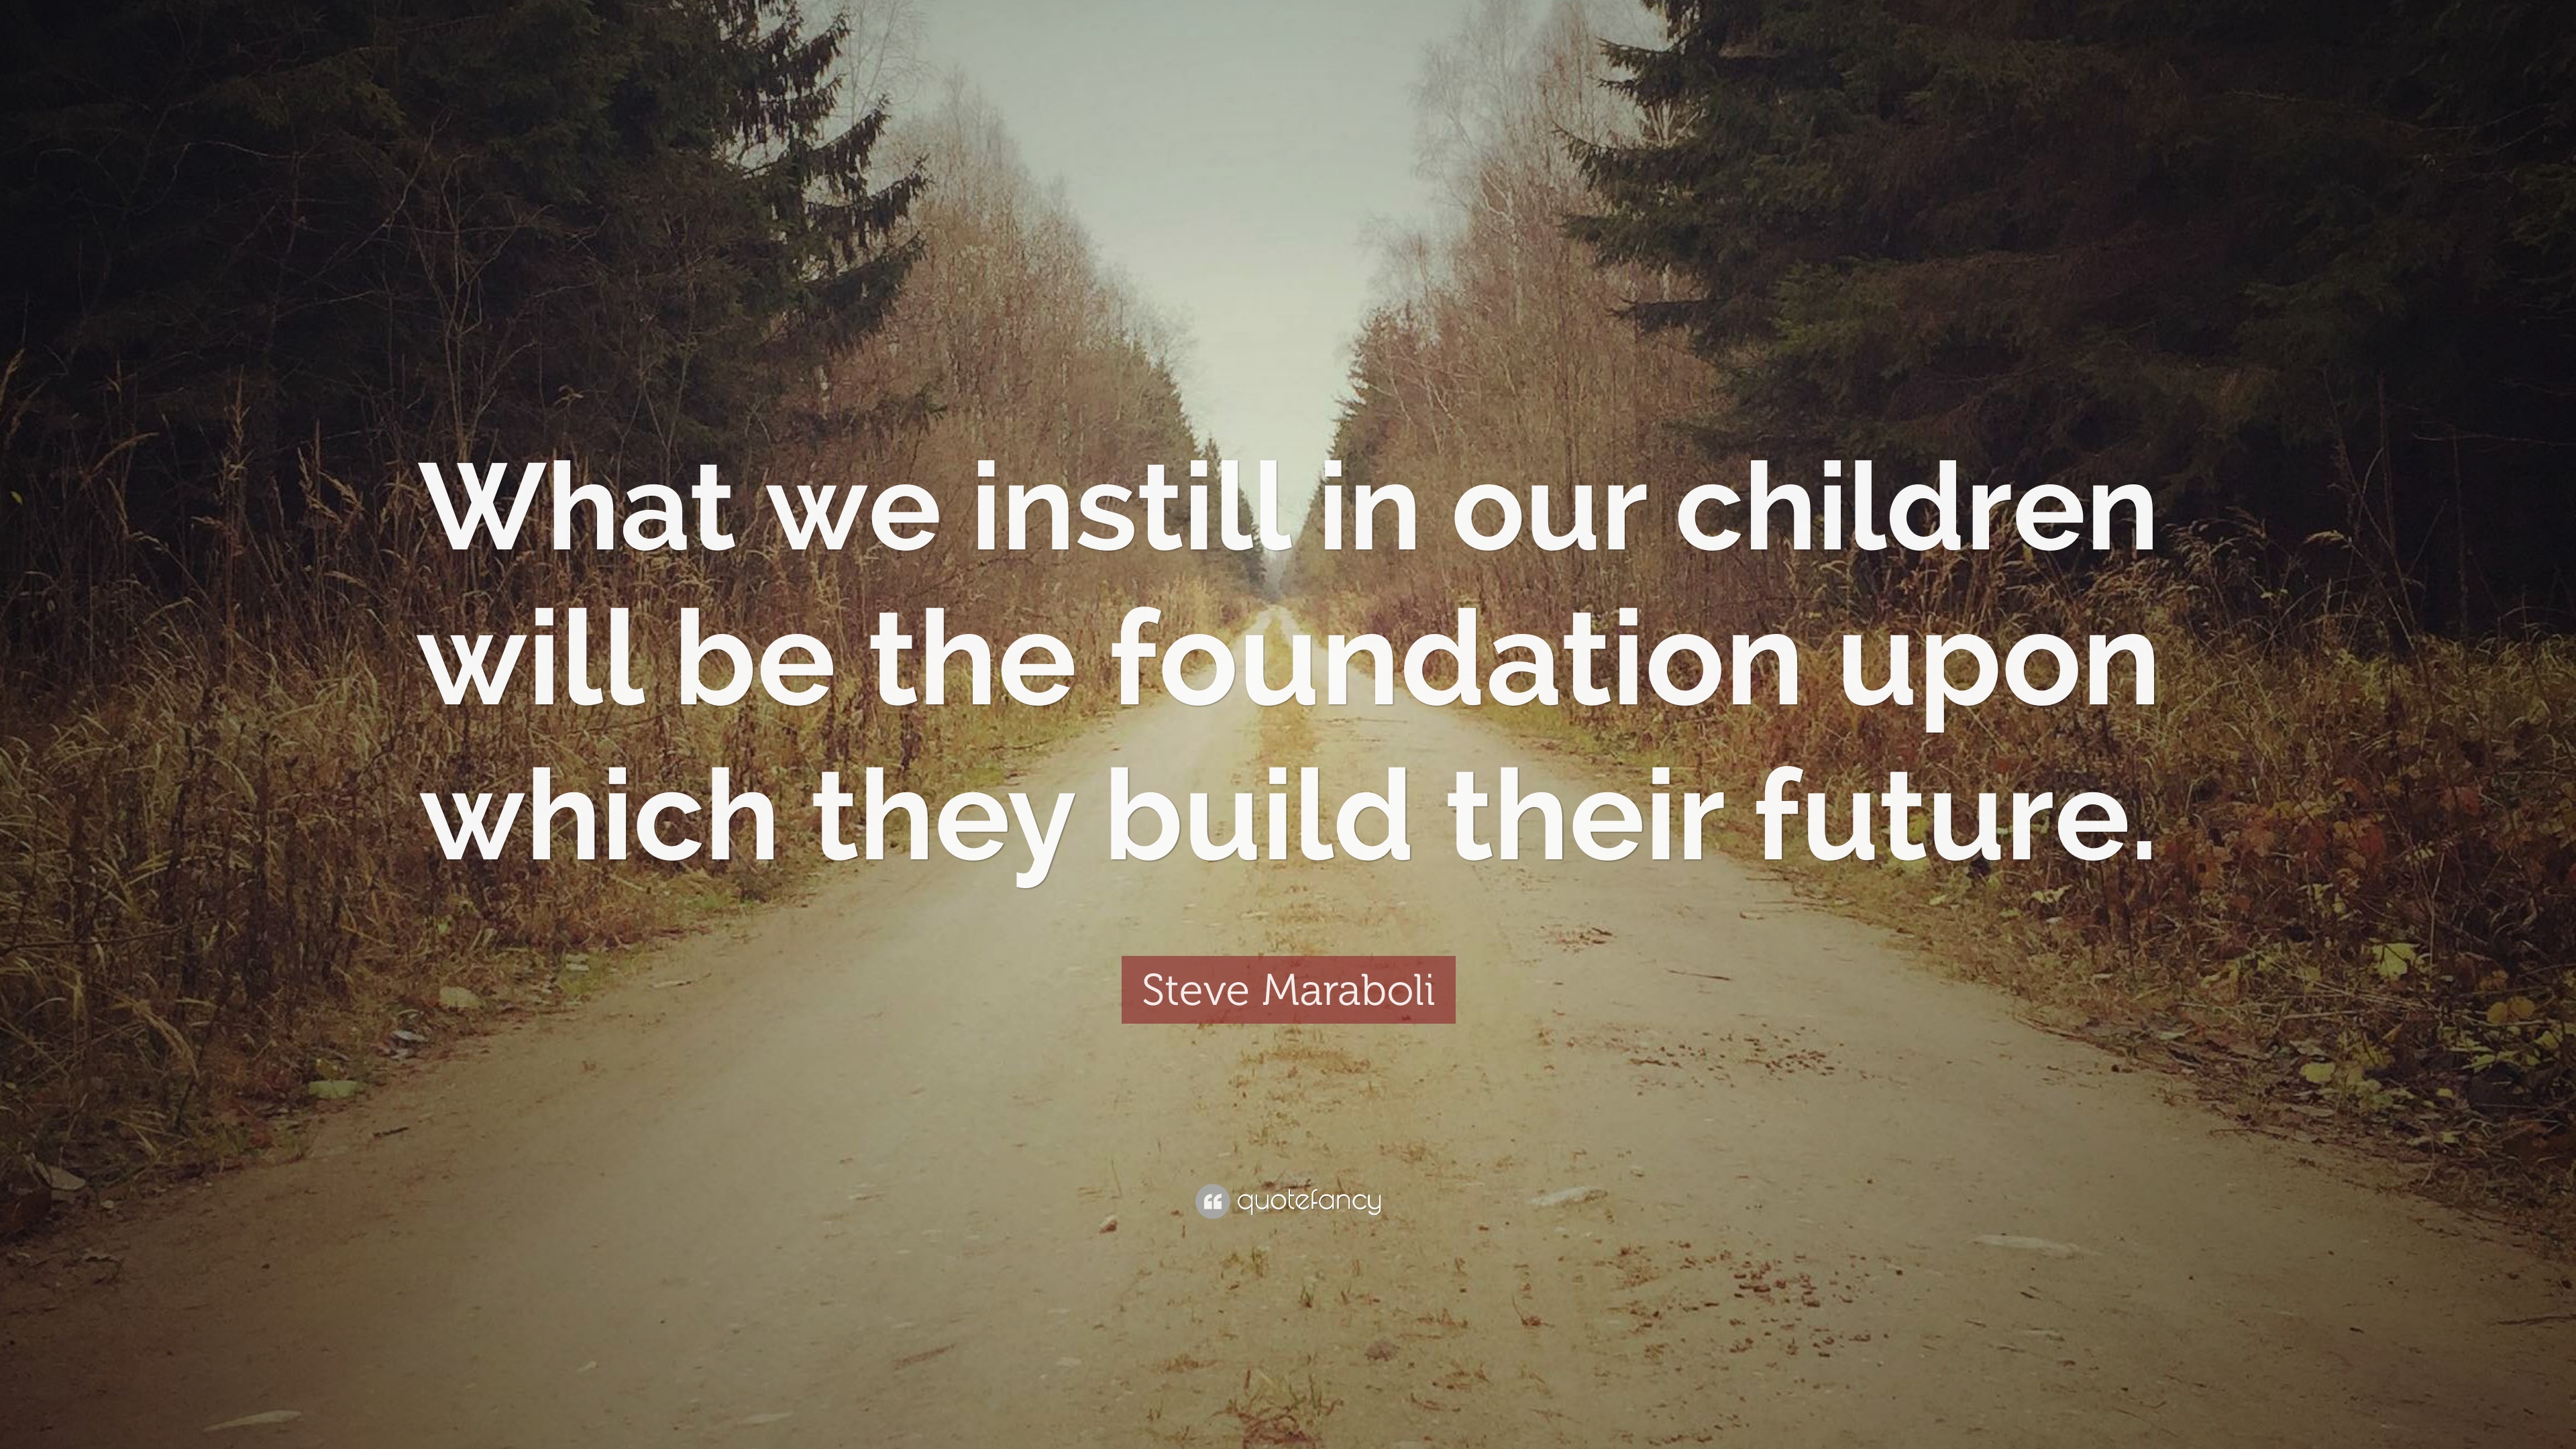 What we instill in our children
will be the foundation upon
which they build their future.
Steve Maraboli
quotefancy